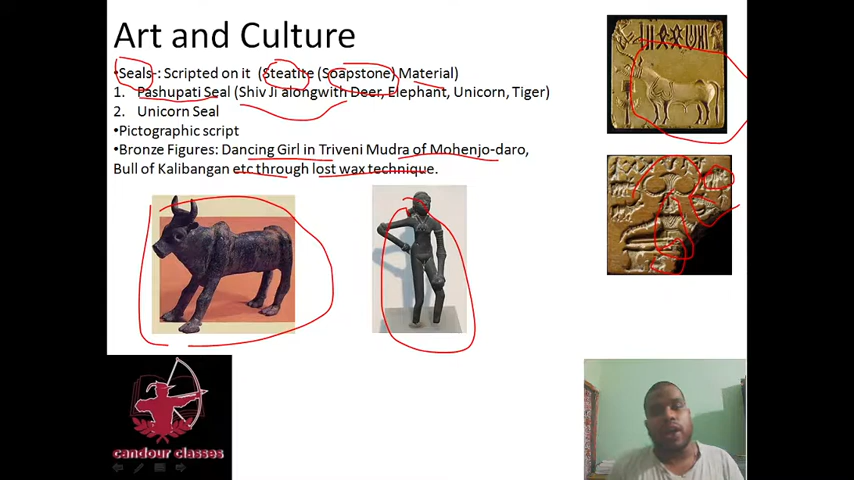 Art and Culture
•Seals-: Scripted on it (Steatite (Soapstone) Material)
1. Pashupati Seal (Shiv Ji alongwith Deer, Elephant, Unicorn, Tiger)
2. Unicorn Seal
•Pictographic script
•Bronze Figures: Dancing Girl in Triveni Mudra of Mohenjo-daro,
Bull of Kalibangan etc through lost wax technique.
candour classes